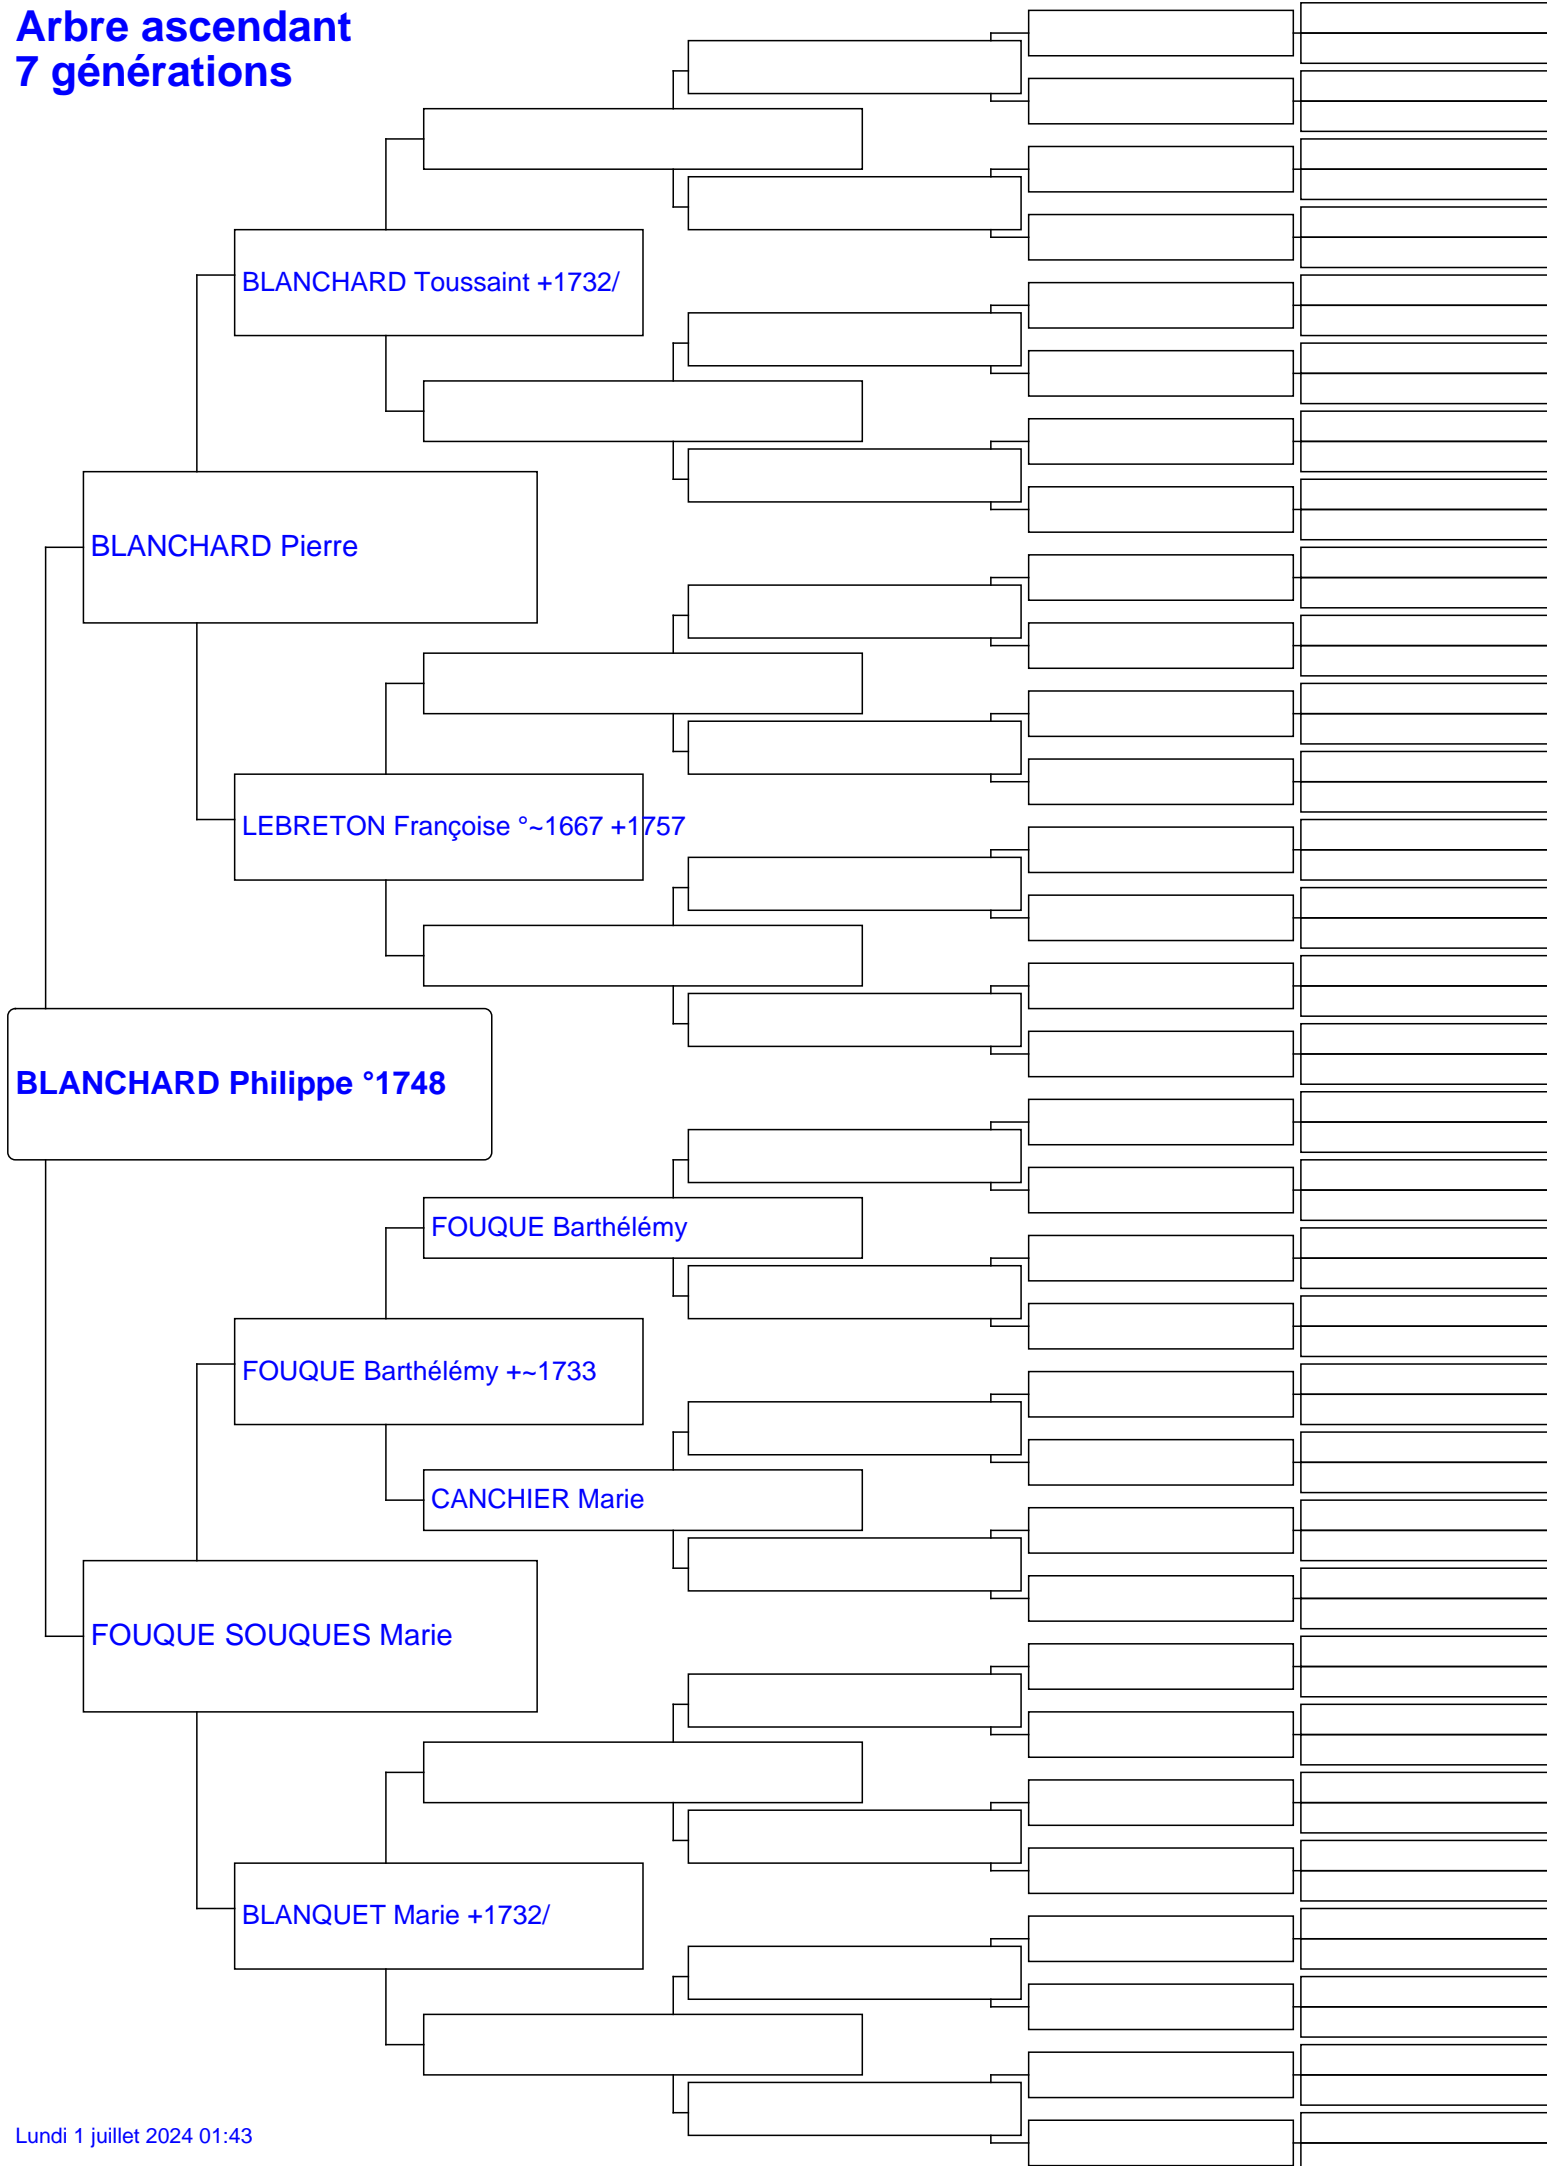 Arbre ascendant
7 générations
BLANCHARD Toussaint +1732/
BLANCHARD Pierre
LEBRETON Françoise °~1667 +1757
BLANCHARD Philippe °1748
FOUQUE Barthélémy
FOUQUE Barthélémy +~1733
CANCHIER Marie
FOUQUE SOUQUES Marie
BLANQUET Marie +1732/
Lundi 1 juillet 2024 01:43